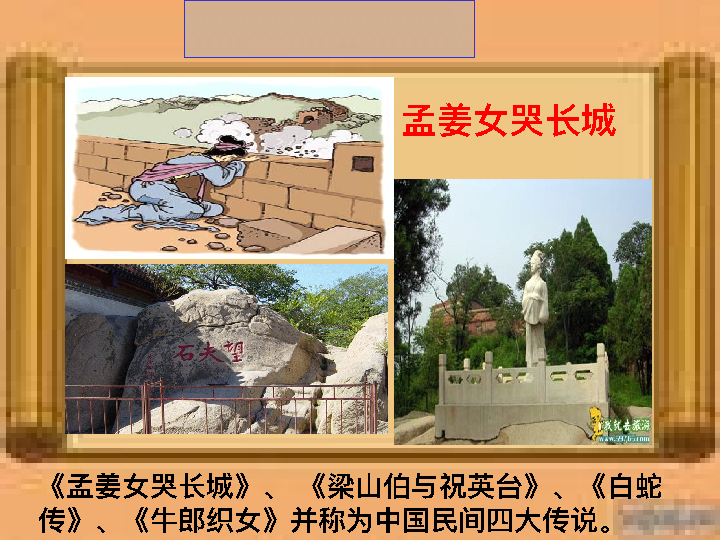 孟姜女哭长城
石夫望
《孟姜女哭长城》、《梁山伯与祝英台》、《白蛇
传》、《牛郎织女》并称为中国民间四大传说。